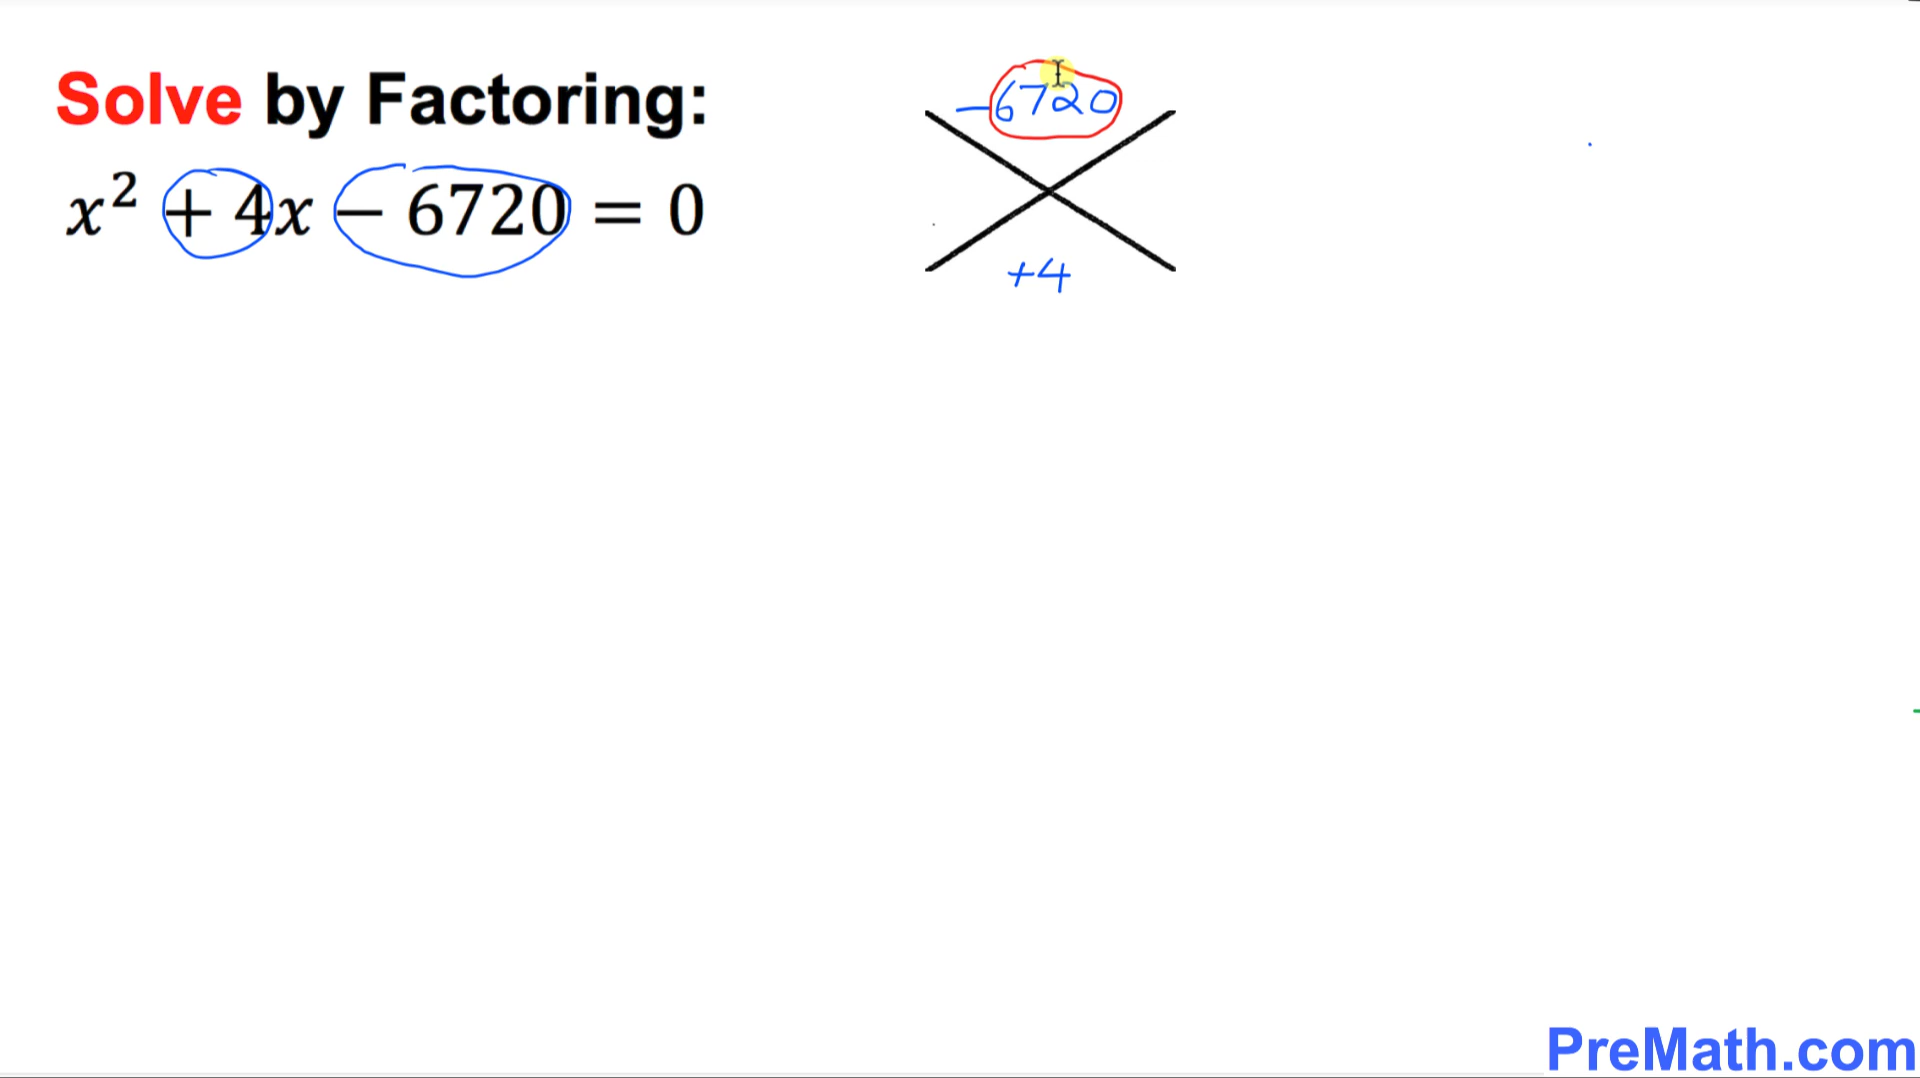 Solve by Factoring:
x² + 4x − 6720 = 0
−6720
+4
PreMath.com